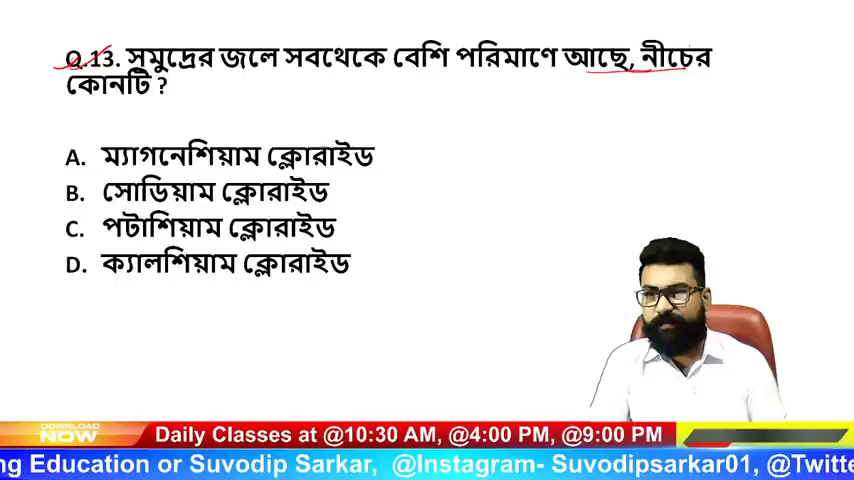 Q.13. সমুদ্রের জলে সবথেকে বেশি পরিমাণে আছে, নীচের
কোনটি ?
A. ম্যাগনেশিয়াম ক্লোরাইড
B. সোডিয়াম ক্লোরাইড
C. পটাশিয়াম ক্লোরাইড
D. ক্যালশিয়াম ক্লোরাইড
DOWNLOAD
NOW
Daily Classes at @10:30 AM, @4:00 PM, @9:00 PM
ng Education or Suvodip Sarkar, @Instagram- Suvodipsarkar01, @Twitte